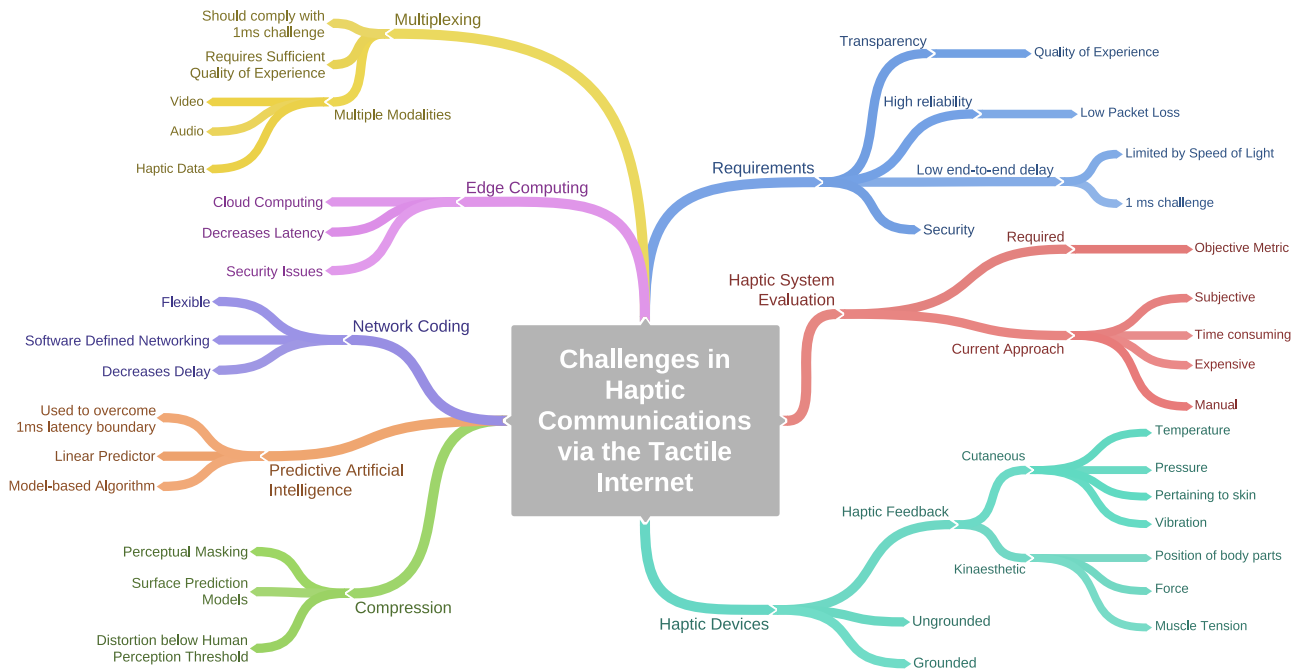 Challenges in
Haptic
Communications
via the Tactile
Internet
Multiplexing
Should comply with
1ms challenge
Requires Sufficient
Quality of Experience
Multiple Modalities
Video
Audio
Haptic Data
Edge Computing
Cloud Computing
Decreases Latency
Security Issues
Network Coding
Flexible
Software Defined Networking
Decreases Delay
Predictive Artificial
Intelligence
Used to overcome
1ms latency boundary
Linear Predictor
Model-based Algorithm
Compression
Perceptual Masking
Surface Prediction
Models
Distortion below Human
Perception Threshold
Requirements
Transparency
Quality of Experience
High reliability
Low Packet Loss
Low end-to-end delay
Limited by Speed of Light
1 ms challenge
Security
Haptic System
Evaluation
Required
Objective Metric
Current Approach
Subjective
Time consuming
Expensive
Manual
Haptic Devices
Haptic Feedback
Cutaneous
Temperature
Pressure
Pertaining to skin
Vibration
Kinaesthetic
Position of body parts
Force
Muscle Tension
Ungrounded
Grounded